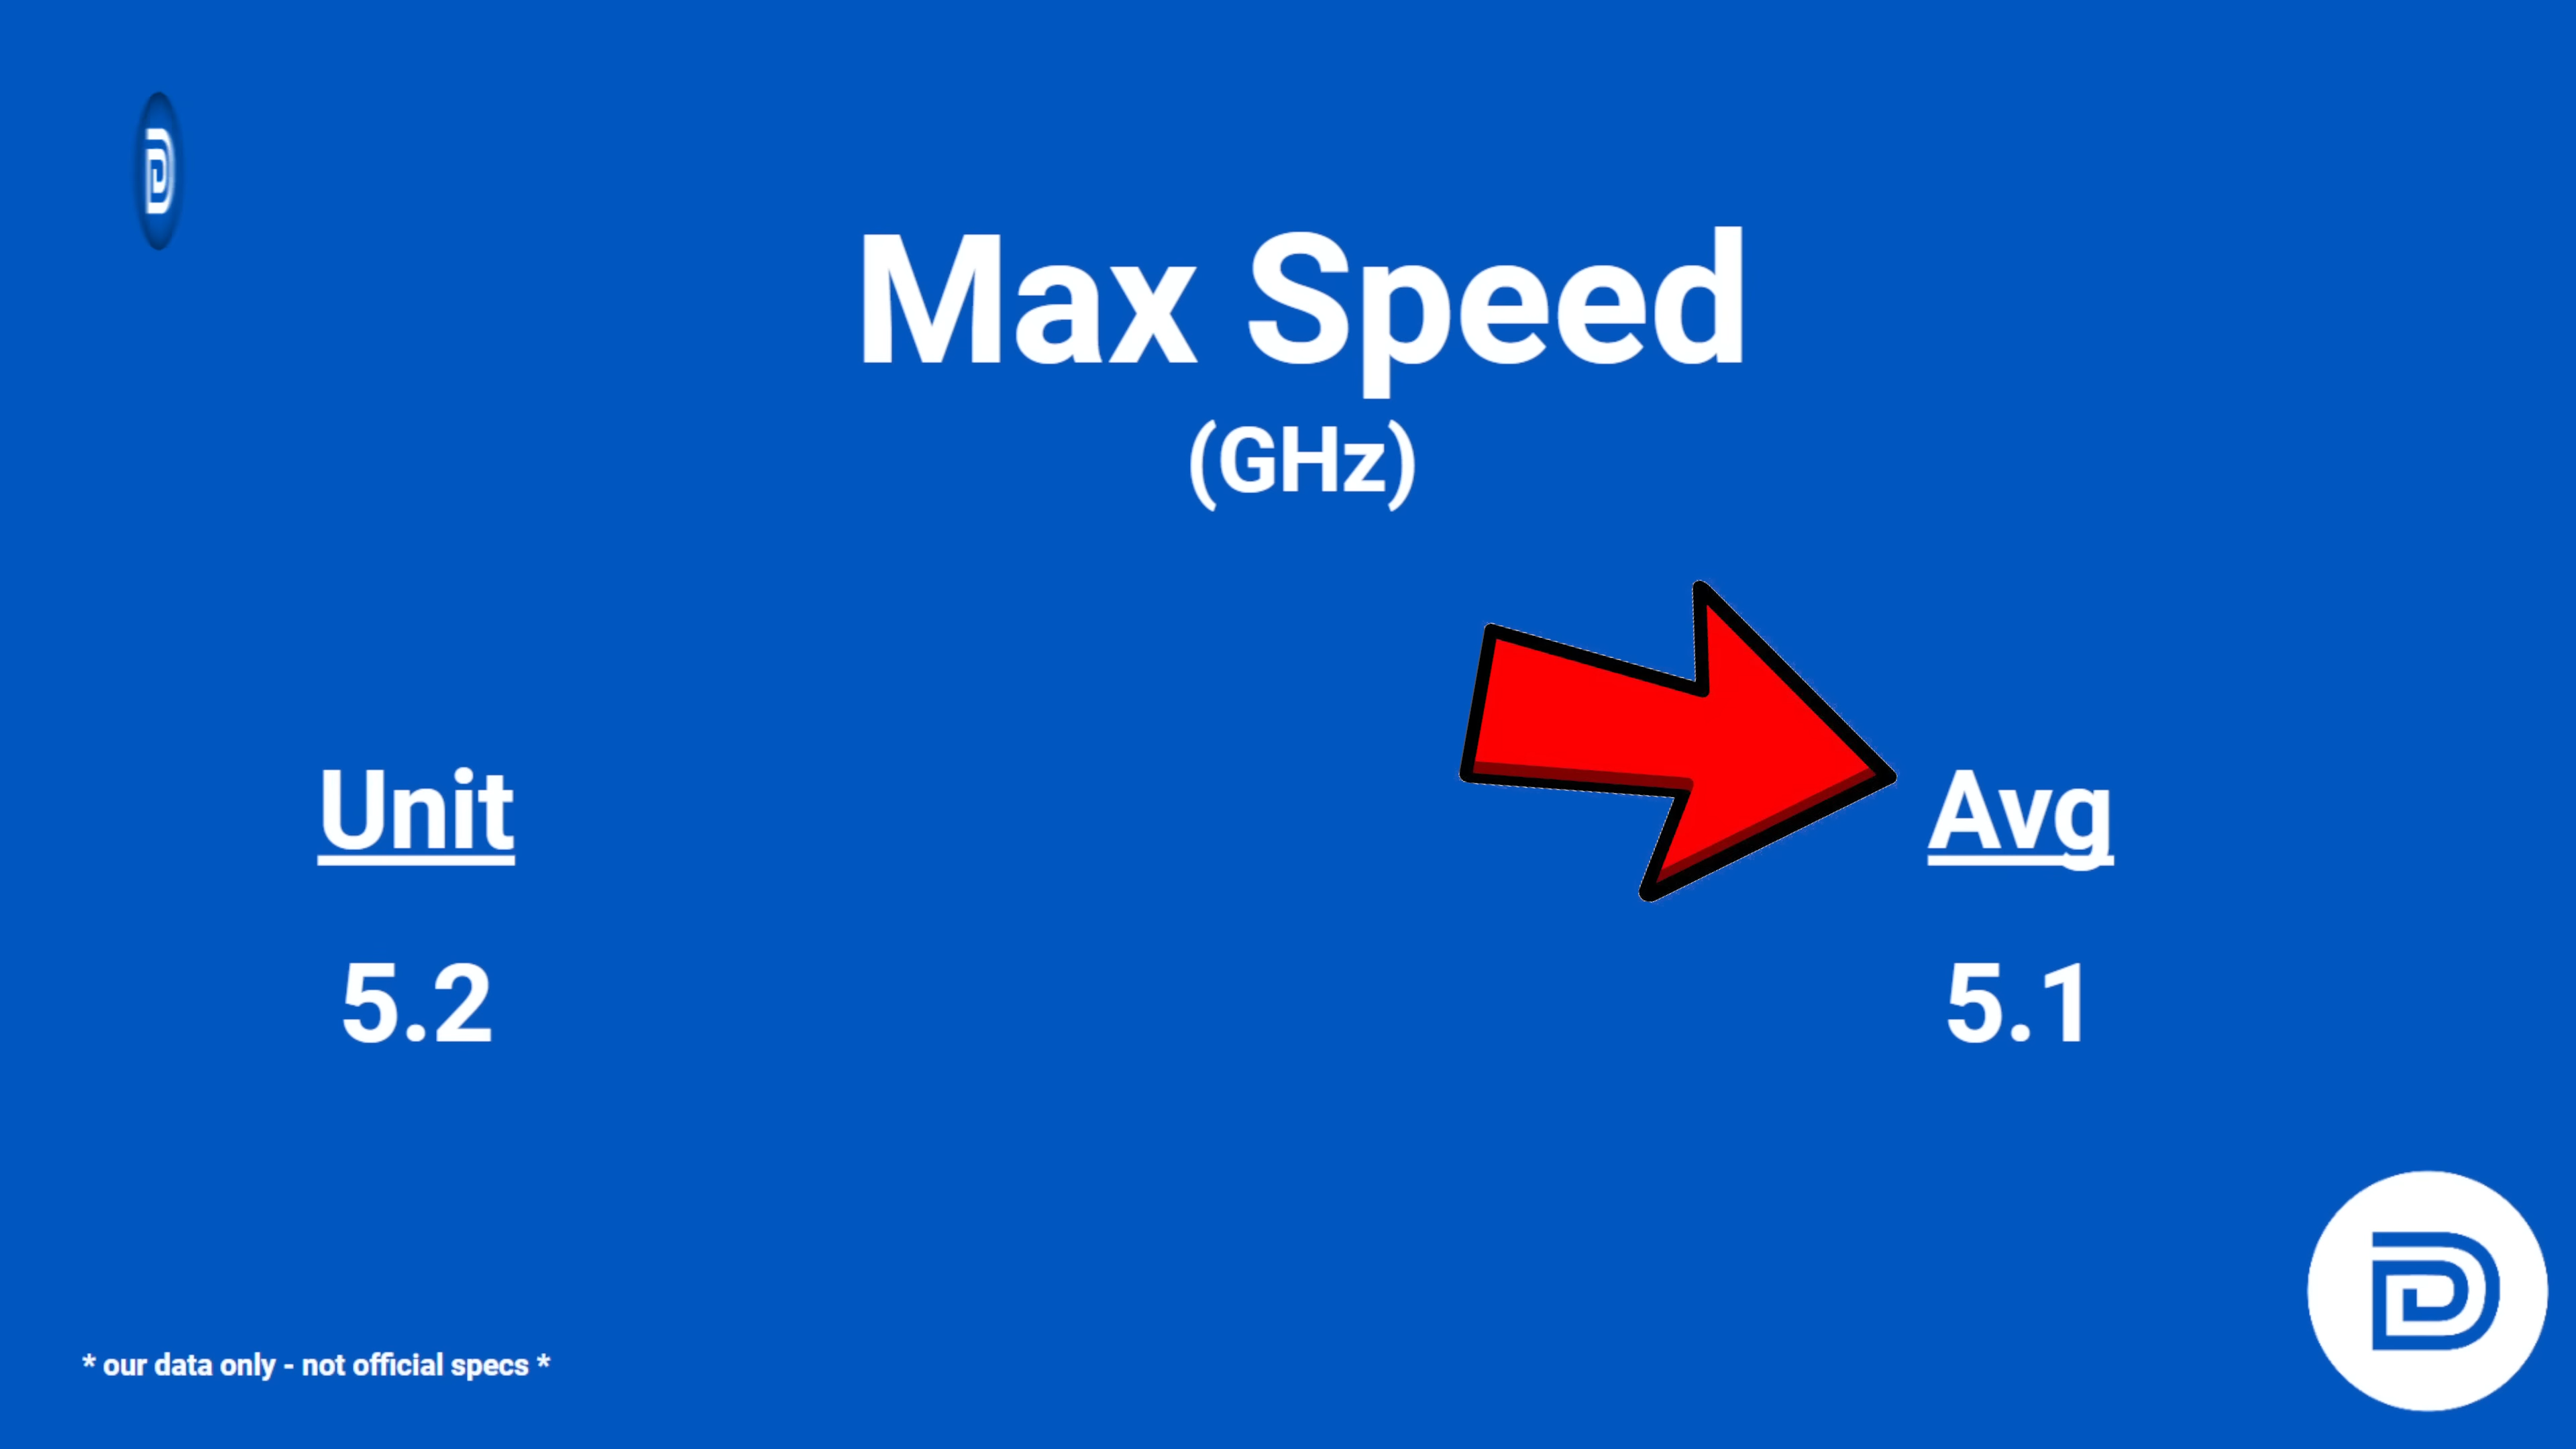 Max Speed
(GHz)
Unit
Avg
5.2
5.1
* our data only - not official specs *